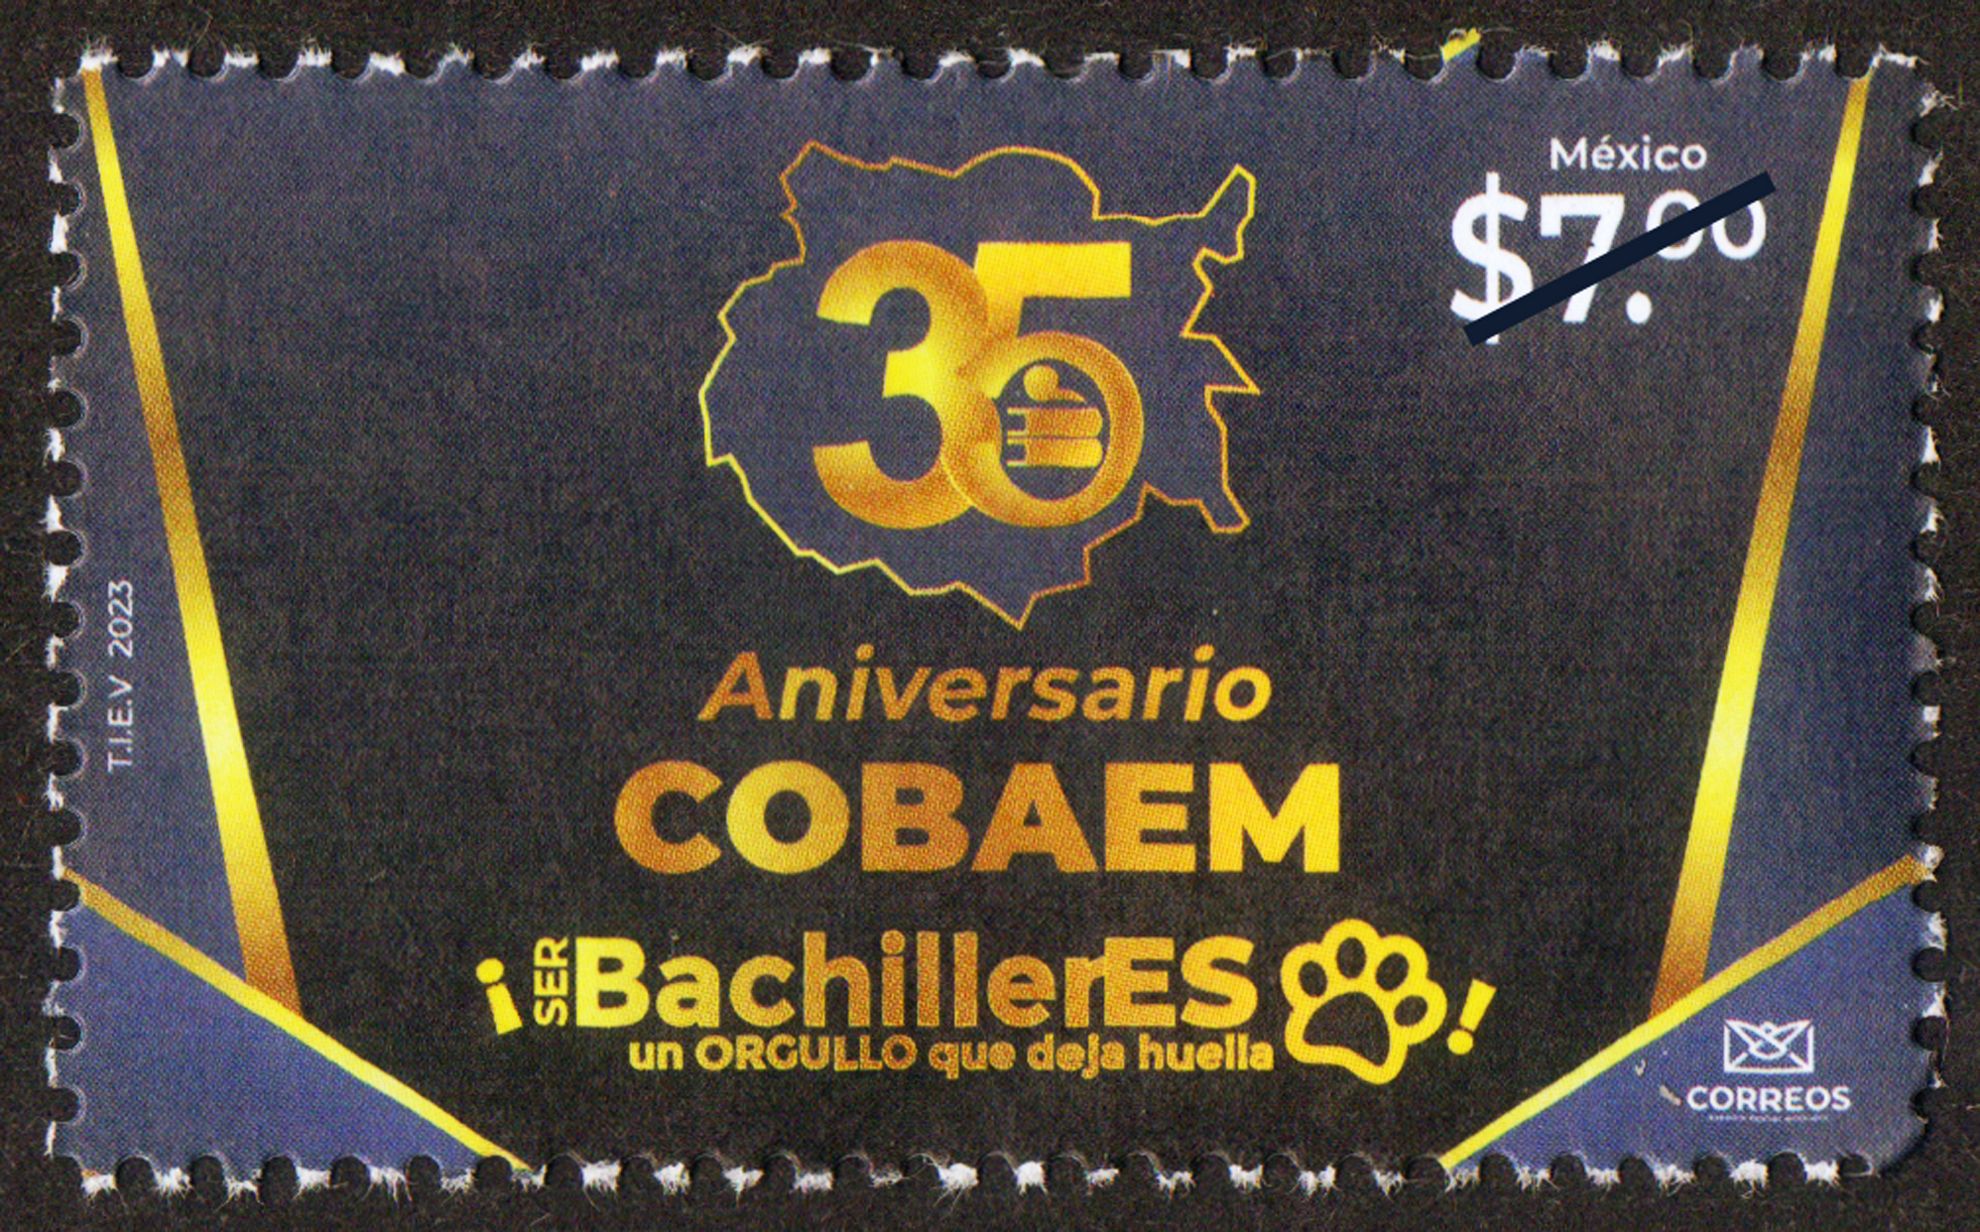 México
$7.00
35
Aniversario
COBAEM
¡SER BachillerES!
un ORGULLO que deja huella
T.I.E.V 2023
CORREOS